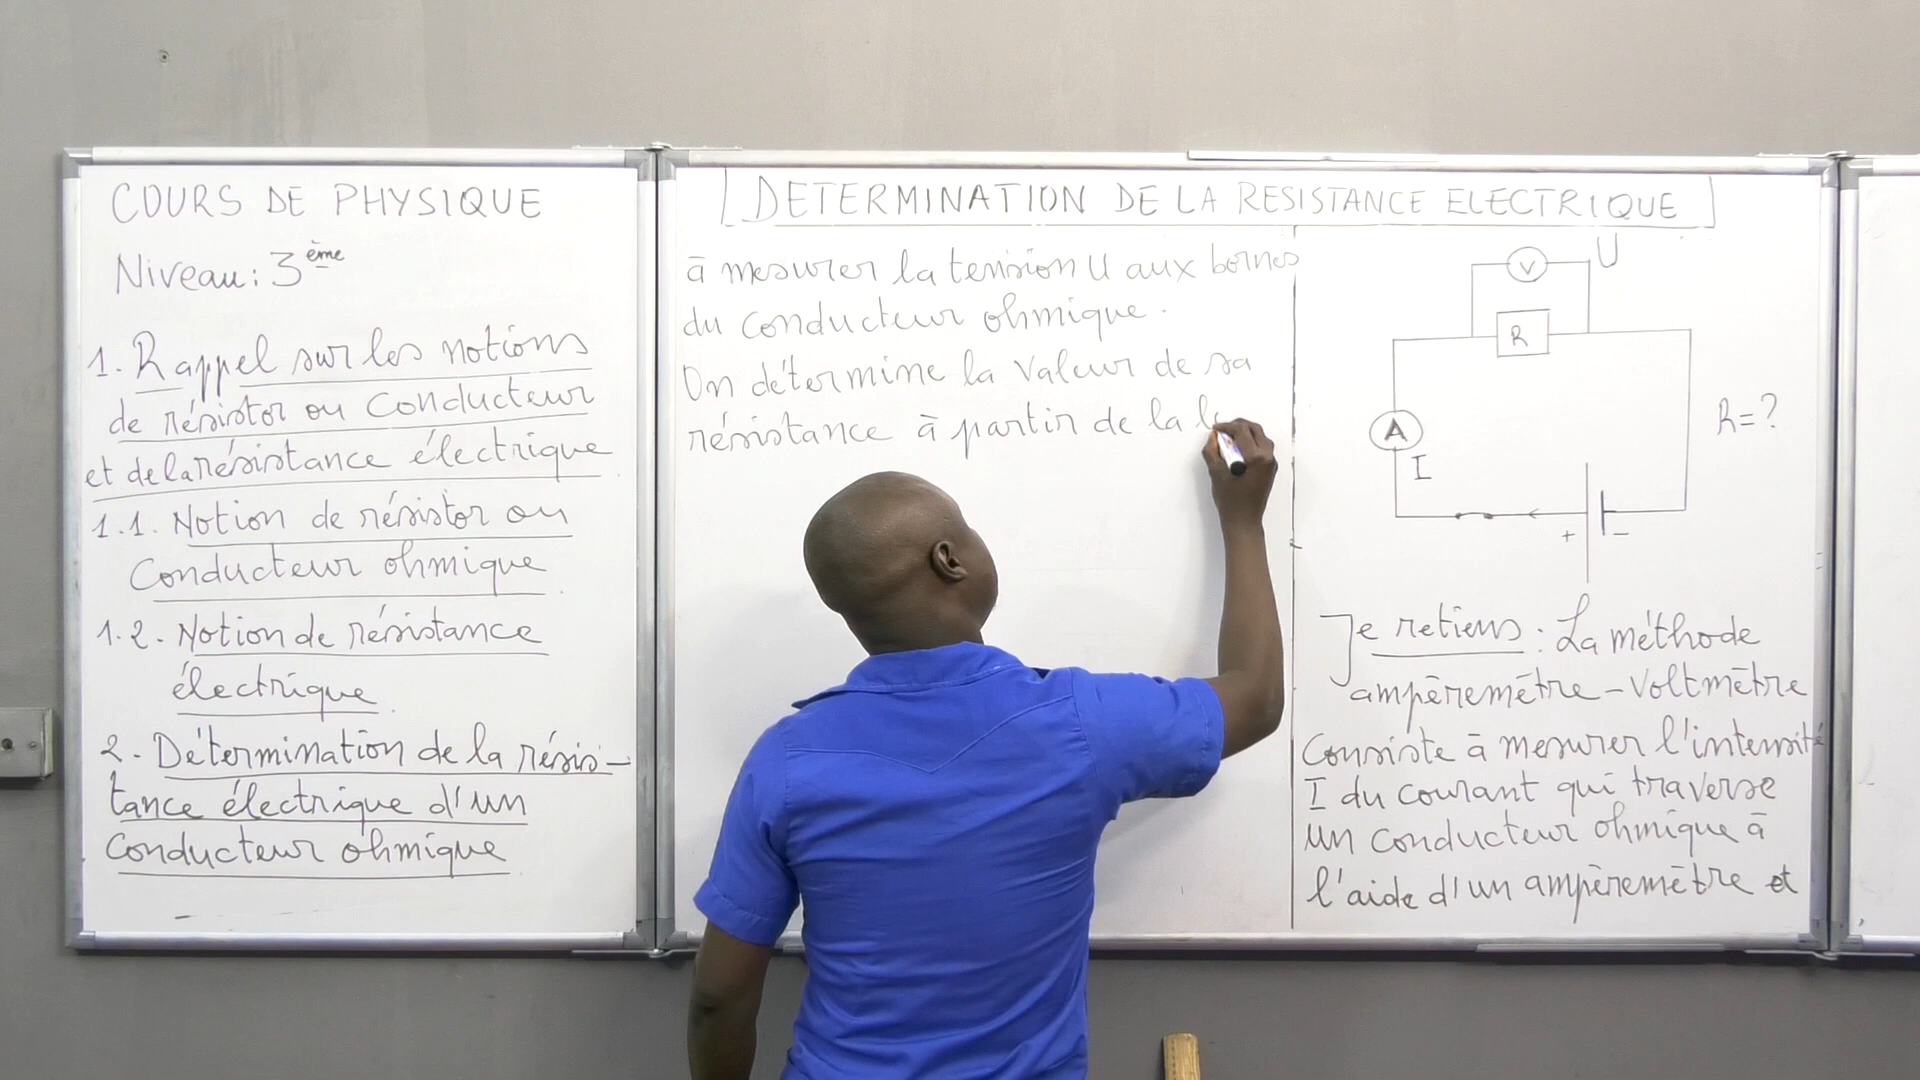 COURS DE PHYSIQUE
Niveau : 3ème
1. Rappel sur les notions
de résistor ou conducteur
et de la résistance électrique
1.1. Notion de résistor ou
conducteur ohmique
1.2. Notion de résistance
électrique
2- Détermination de la résis-
tance électrique d'un
conducteur ohmique
DETERMINATION DE LA RESISTANCE ELECTRIQUE
à mesurer la tension U aux bornes
du conducteur ohmique.
On détermine la valeur de sa
résistance à partir de la
V
U
R
A
I
R=?
+
-
Je retiens : La méthode
ampèremètre-voltmètre
consiste à mesurer l'intensité
I du courant qui traverse
un conducteur ohmique à
l'aide d'un ampèremètre et